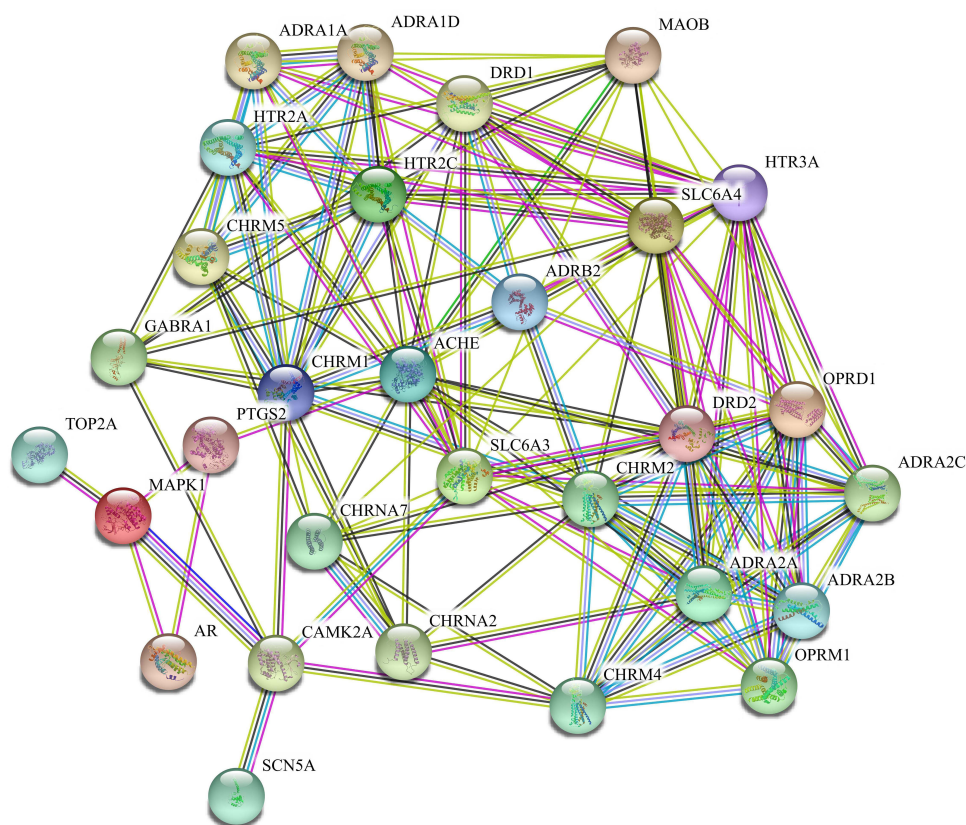 ADRA1A
ADRA1D
MAOB
DRD1
HTR2A
HTR2C
HTR3A
SLC6A4
CHRM5
ADRB2
GABRA1
CHRM1
ACHE
OPRD1
PTGS2
DRD2
TOP2A
SLC6A3
CHRM2
ADRA2C
MAPK1
CHRNA7
ADRA2A
ADRA2B
AR
CAMK2A
CHRNA2
OPRM1
CHRM4
SCN5A